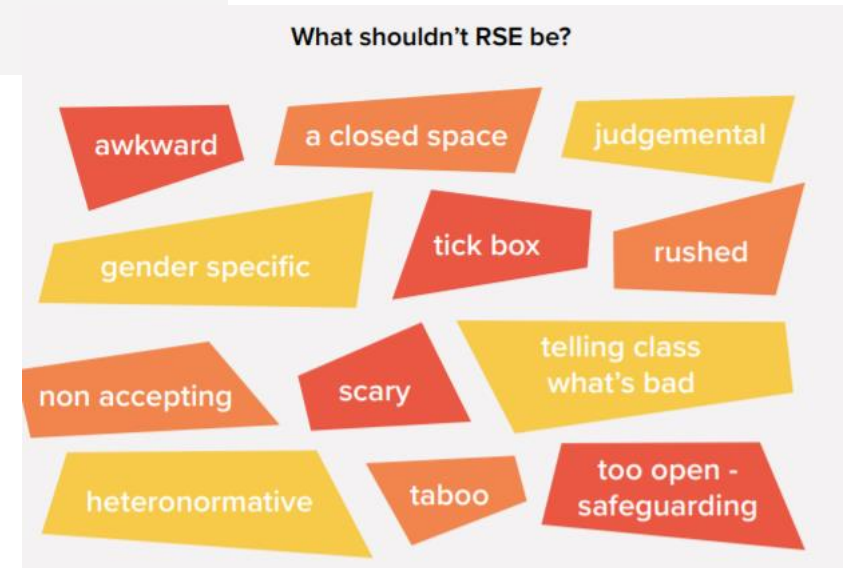 What shouldn't RSE be?
awkward
a closed space
judgemental
gender specific
tick box
rushed
non accepting
scary
telling class
what's bad
heteronormative
taboo
too open -
safeguarding